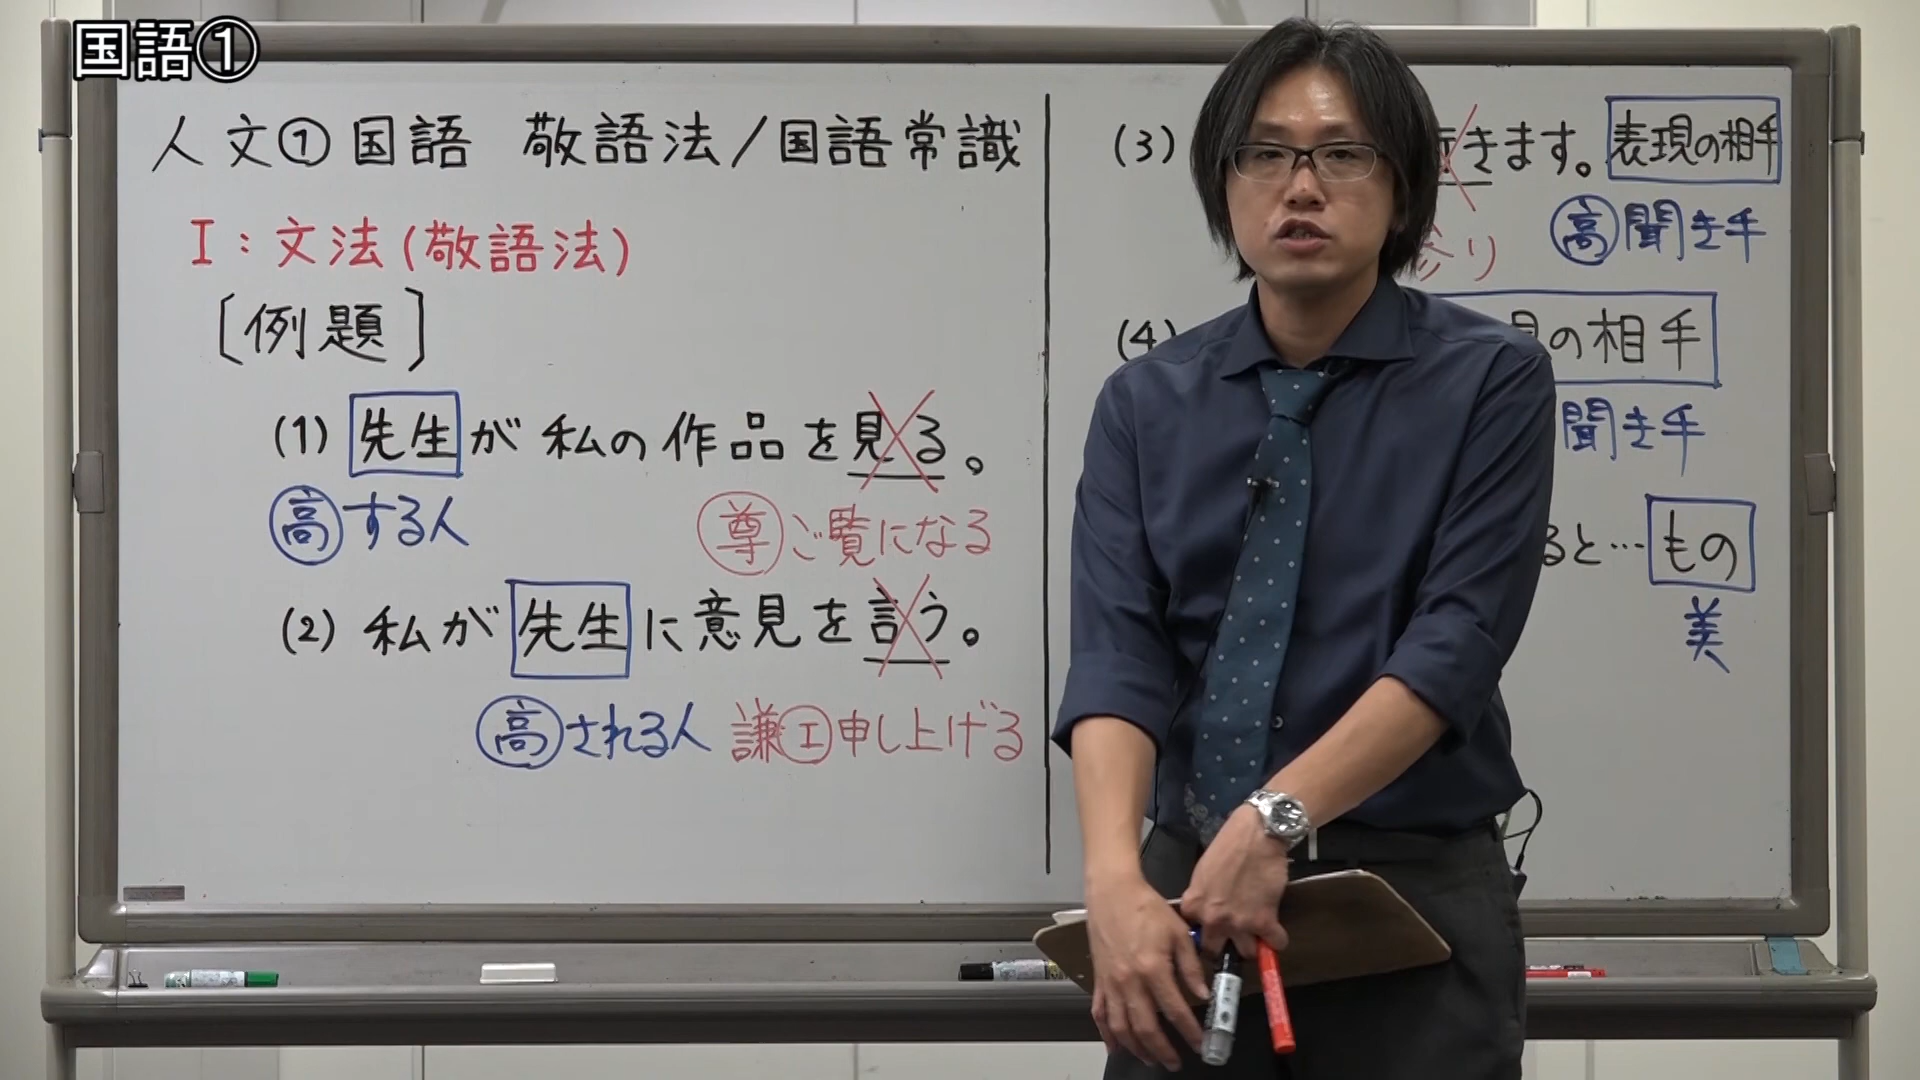 国語①
人文①国語 敬語法/国語常識
I:文法(敬語法)
[例題]
(1) 先生が私の作品を見る。
高する人 尊ご覧になる
(2) 私が先生に意見を言う。
高される人 謙I申し上げる
(3) きます。表現の相手
高聞き手
参り
(4) の相手
聞き手
ると…もの
美